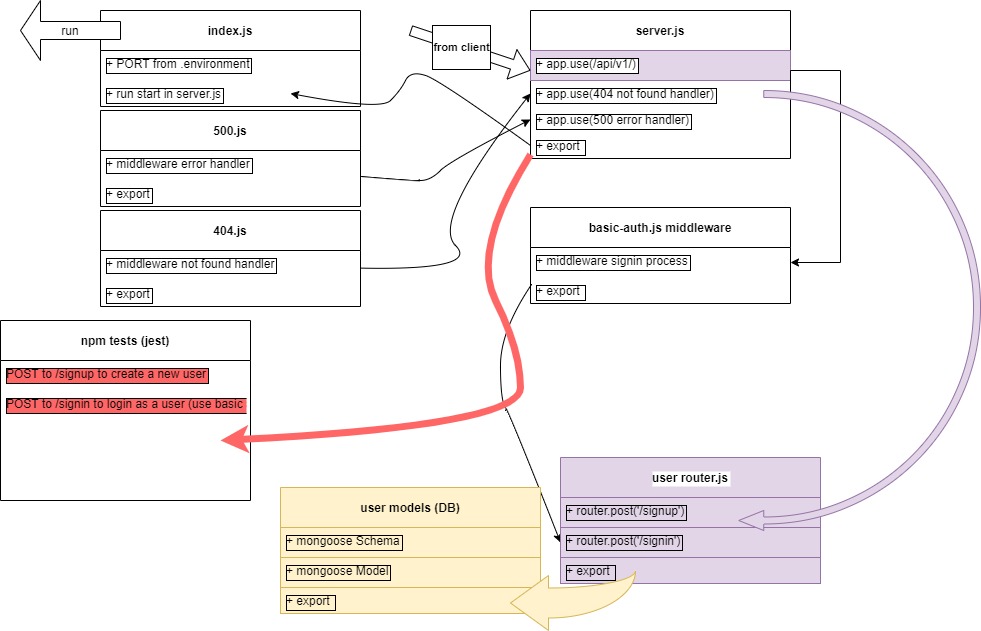 run
index.js
+ PORT from .environment
+ run start in server.js
500.js
+ middleware error handler
+ export
404.js
+ middleware not found handler
+ export
from client
server.js
+ app.use(/api/v1/)
+ app.use(404 not found handler)
+ app.use(500 error handler)
+ export
basic-auth.js middleware
+ middleware signin process
+ export
npm tests (jest)
POST to /signup to create a new user
POST to /signin to login as a user (use basic
user models (DB)
+ mongoose Schema
+ mongoose Model
+ export
user router.js
+ router.post('/signup')
+ router.post('/signin')
+ export